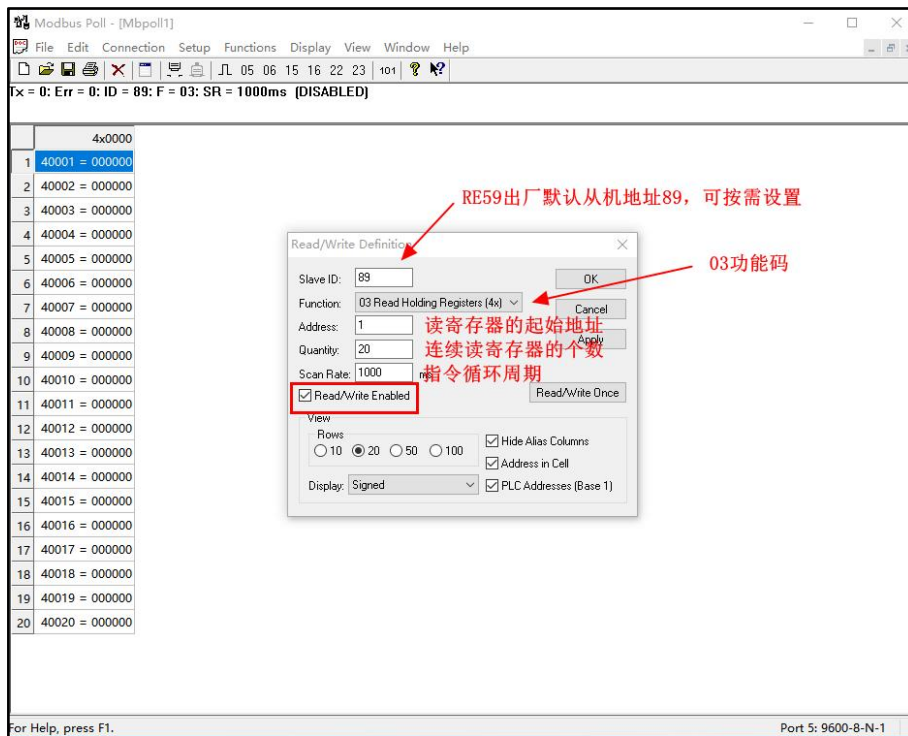 Modbus Poll - [Mbpoll1]
File Edit Connection Setup Functions Display View Window Help
05 06 15 16 22 23 101
Tx = 0: Err = 0: ID = 89: F = 03: SR = 1000ms (DISABLED)
4x0000
1 40001 = 000000
2 40002 = 000000
3 40003 = 000000
4 40004 = 000000
5 40005 = 000000
6 40006 = 000000
7 40007 = 000000
8 40008 = 000000
9 40009 = 000000
10 40010 = 000000
11 40011 = 000000
12 40012 = 000000
13 40013 = 000000
14 40014 = 000000
15 40015 = 000000
16 40016 = 000000
17 40017 = 000000
18 40018 = 000000
19 40019 = 000000
20 40020 = 000000
RE59出厂默认从机地址89，可按需设置
03功能码
Read/Write Definition
Slave ID: 89 OK
Function: 03 Read Holding Registers (4x)
Cancel
Address: 1 读寄存器的起始地址
Apply
Quantity: 20 连续读寄存器的个数
Scan Rate: 1000 指令循环周期
Read/Write Enabled Read/Write Once
View
Rows
10 20 50 100
Hide Alias Columns
Address in Cell
Display: Signed PLC Addresses (Base 1)
For Help, press F1. Port 5: 9600-8-N-1